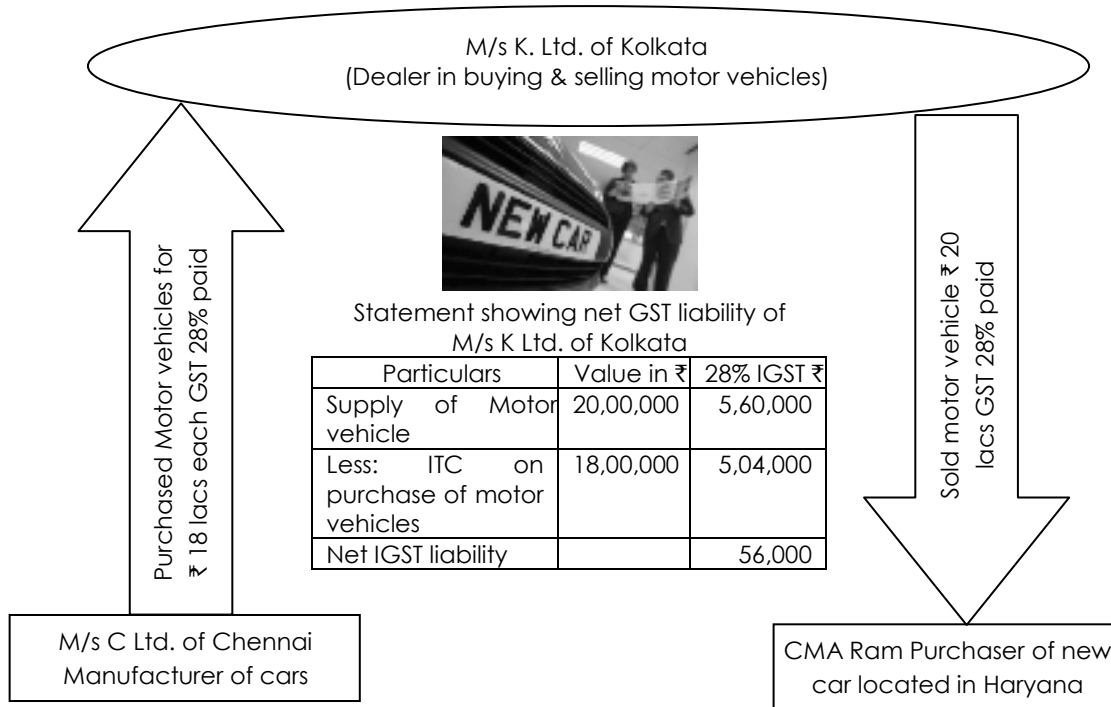 M/s K. Ltd. of Kolkata
(Dealer in buying & selling motor vehicles)
NEW CAR
Purchased Motor vehicles for
₹ 18 lacs each GST 28% paid
Statement showing net GST liability of
M/s K Ltd. of Kolkata
Particulars Value in ₹ 28% IGST ₹
Supply of Motor 20,00,000 5,60,000
vehicle
Less: ITC on 18,00,000 5,04,000
purchase of motor
vehicles
Net IGST liability 56,000
Sold motor vehicle ₹ 20
lacs GST 28% paid
M/s C Ltd. of Chennai
Manufacturer of cars
CMA Ram Purchaser of new
car located in Haryana